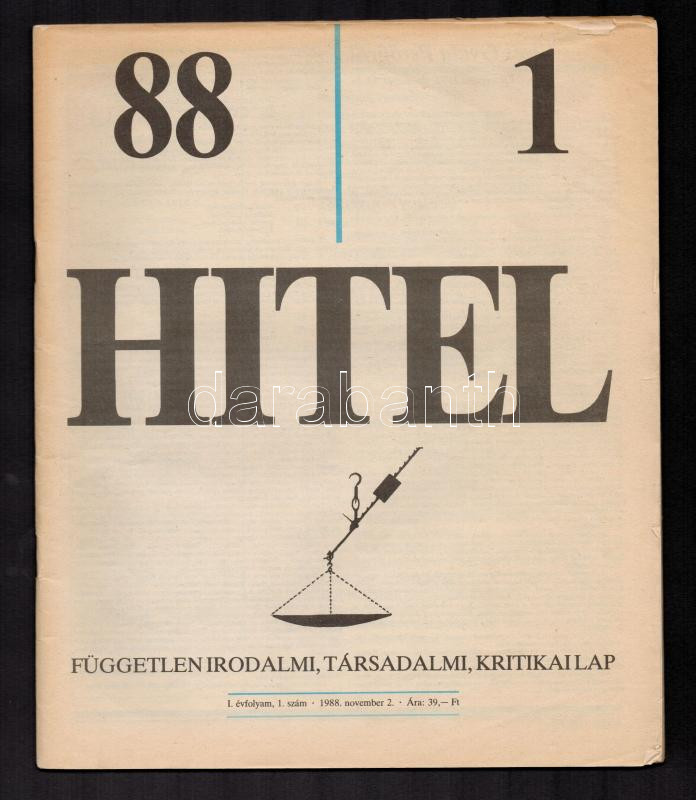 88 1
HITEL
darabanth
FÜGGETLEN IRODALMI, TÁRSADALMI, KRITIKAI LAP
I. évfolyam, 1. szám · 1988. november 2. · Ára: 39,— Ft